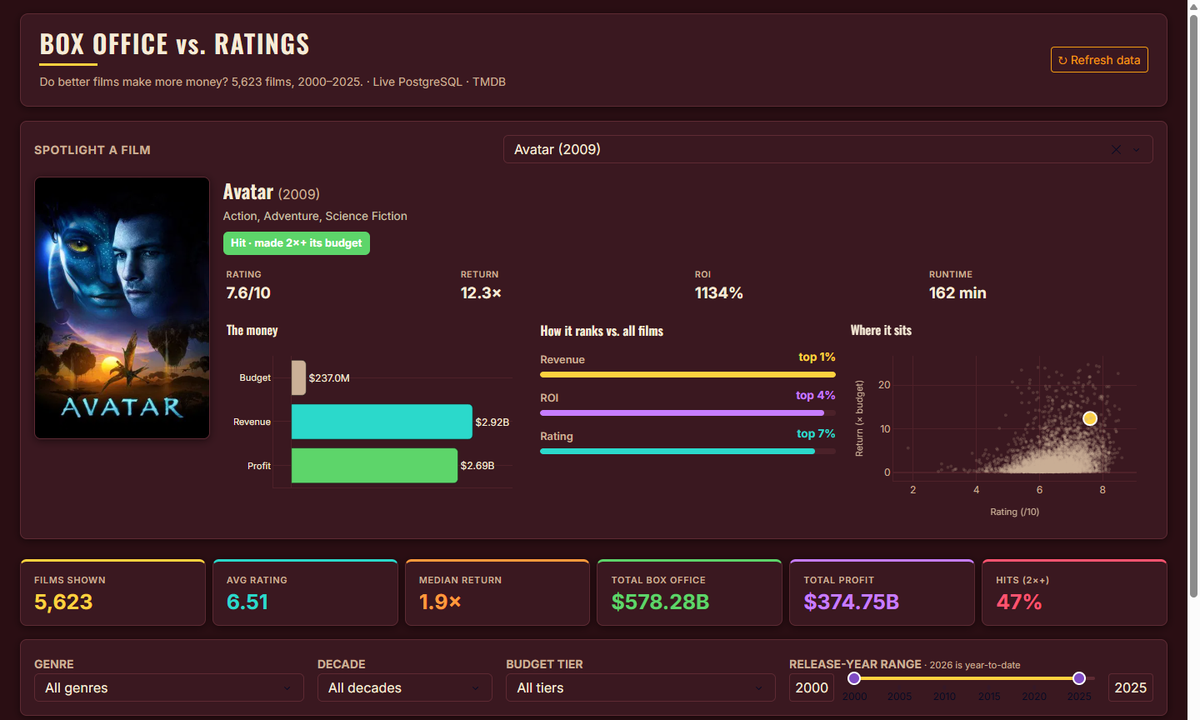 BOX OFFICE vs. RATINGS
Do better films make more money? 5,623 films, 2000–2025. · Live PostgreSQL · TMDB
↻ Refresh data
SPOTLIGHT A FILM
Avatar (2009)
AVATAR
Avatar (2009)
Action, Adventure, Science Fiction
Hit · made 2×+ its budget
RATING
7.6/10
RETURN
12.3×
ROI
1134%
RUNTIME
162 min
The money
Budget
$237.0M
Revenue
$2.92B
Profit
$2.69B
How it ranks vs. all films
Revenue
top 1%
ROI
top 4%
Rating
top 7%
Where it sits
Return (× budget)
20
10
0
2
4
6
8
Rating (/10)
FILMS SHOWN
5,623
AVG RATING
6.51
MEDIAN RETURN
1.9×
TOTAL BOX OFFICE
$578.28B
TOTAL PROFIT
$374.75B
HITS (2×+)
47%
GENRE
All genres
DECADE
All decades
BUDGET TIER
All tiers
RELEASE-YEAR RANGE · 2026 is year-to-date
2000
2000 2005 2010 2015 2020 2025
2025